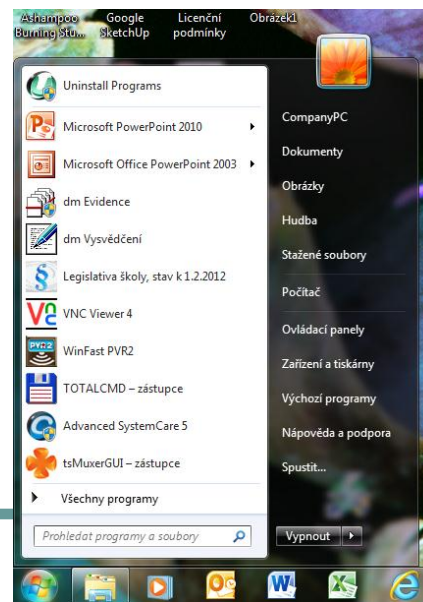 Ashampoo
Burning Stu...
Google
SketchUp
Licenční
podmínky
Obrázek1
Uninstall Programs
Microsoft PowerPoint 2010
Microsoft Office PowerPoint 2003
dm Evidence
dm Vysvědčení
Legislativa školy, stav k 1.2.2012
VNC Viewer 4
WinFast PVR2
TOTALCMD – zástupce
Advanced SystemCare 5
tsMuxerGUI – zástupce
Všechny programy
Prohledat programy a soubory
CompanyPC
Dokumenty
Obrázky
Hudba
Stažené soubory
Počítač
Ovládací panely
Zařízení a tiskárny
Výchozí programy
Nápověda a podpora
Spustit...
Vypnout